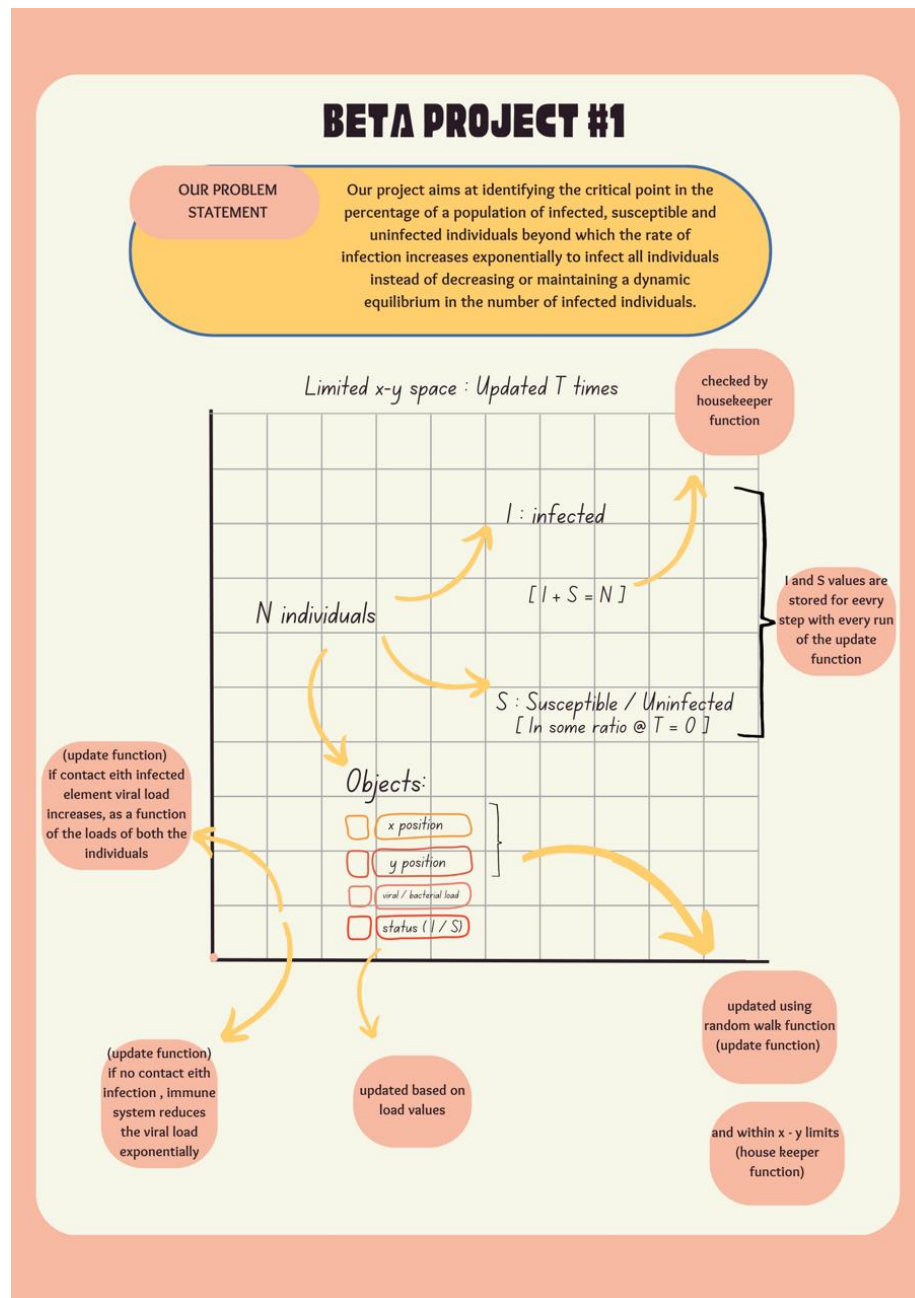 BETA PROJECT #1
OUR PROBLEM
STATEMENT
Our project aims at identifying the critical point in the
percentage of a population of infected, susceptible and
uninfected individuals beyond which the rate of
infection increases exponentially to infect all individuals
instead of decreasing or maintaining a dynamic
equilibrium in the number of infected individuals.
Limited x-y space : Updated T times
checked by
housekeeper
function
I : infected
[ I + S = N ]
N individuals
I and S values are
stored for eevry
step with every run
of the update
function
S : Susceptible / Uninfected
[ In some ratio @ T = 0 ]
(update function)
if contact eith infected
element viral load
increases, as a function
of the loads of both the
individuals
Objects:
x position
y position
viral / bacterial load
status ( I / S)
updated using
random walk function
(update function)
(update function)
if no contact eith
infection , immune
system reduces
the viral load
exponentially
updated based on
load values
and within x - y limits
(house keeper
function)